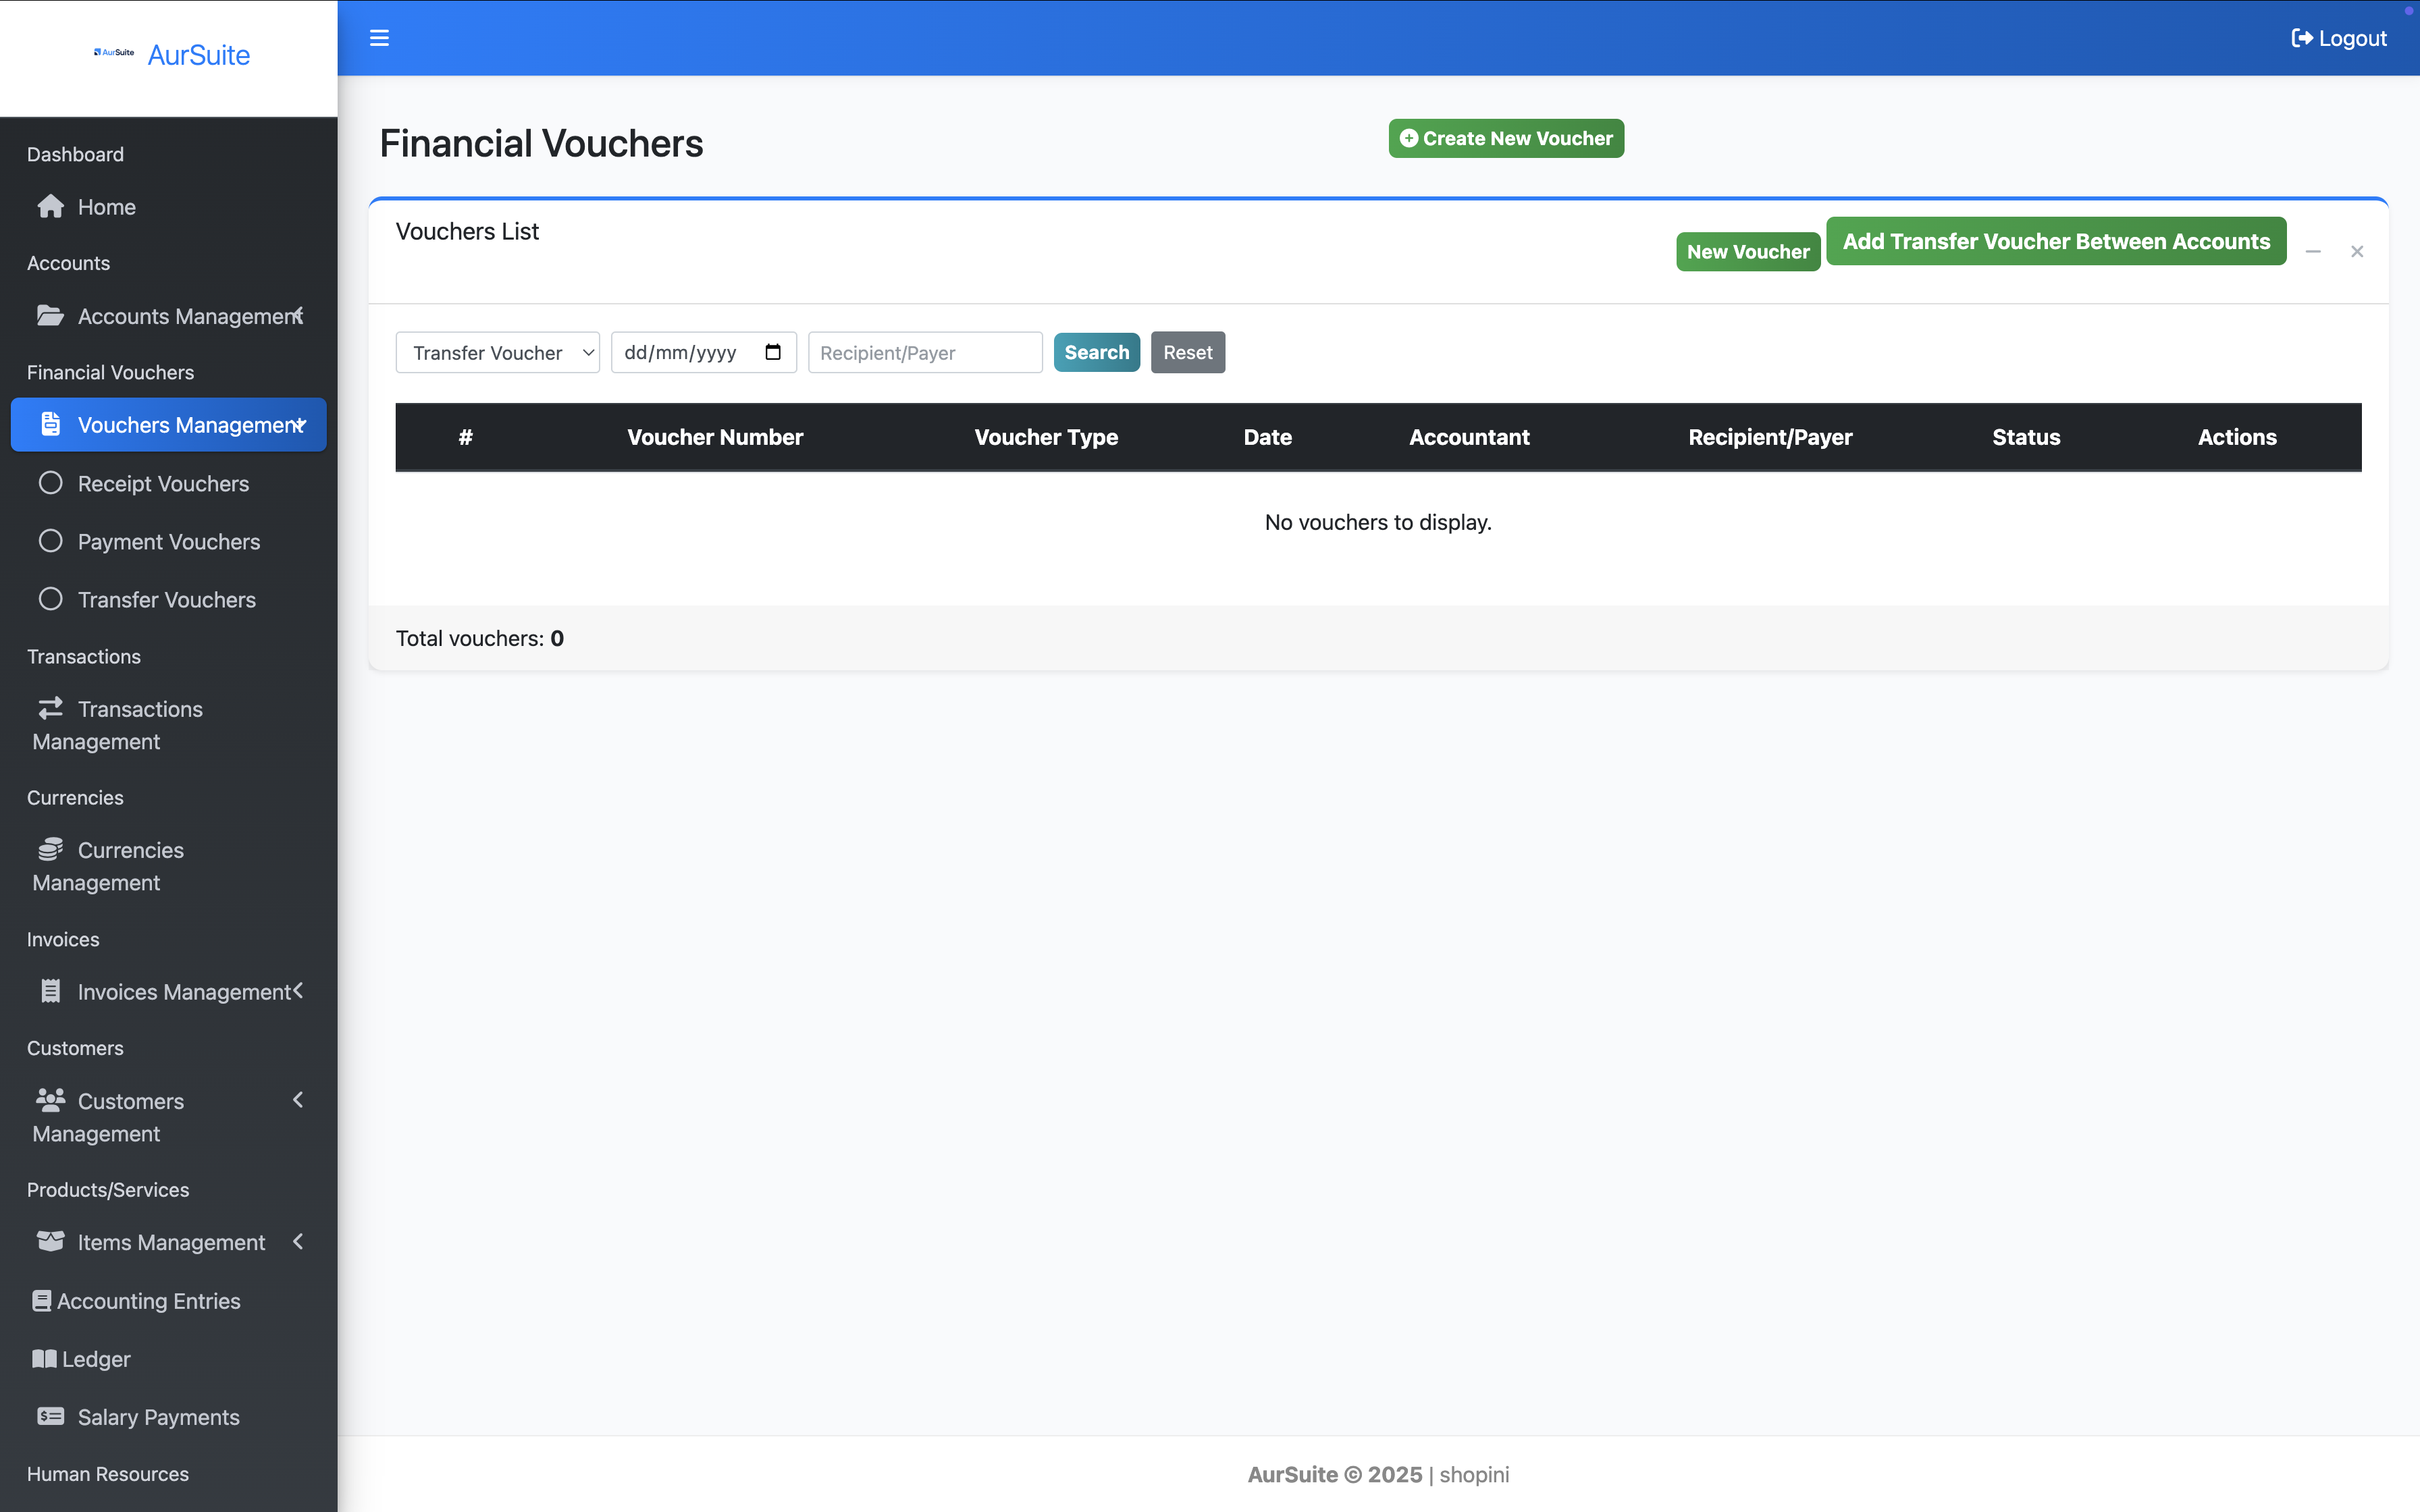 AurSuite AurSuite
Logout
Dashboard
Home
Accounts
Accounts Management
Financial Vouchers
Vouchers Management
Receipt Vouchers
Payment Vouchers
Transfer Vouchers
Transactions
Transactions
Management
Currencies
Currencies
Management
Invoices
Invoices Management
Customers
Customers
Management
Products/Services
Items Management
Accounting Entries
Ledger
Salary Payments
Human Resources
Financial Vouchers
Create New Voucher
Vouchers List
New Voucher Add Transfer Voucher Between Accounts
Transfer Voucher dd/mm/yyyy Recipient/Payer Search Reset
# Voucher Number Voucher Type Date Accountant Recipient/Payer Status Actions
No vouchers to display.
Total vouchers: 0
AurSuite © 2025 | shopini